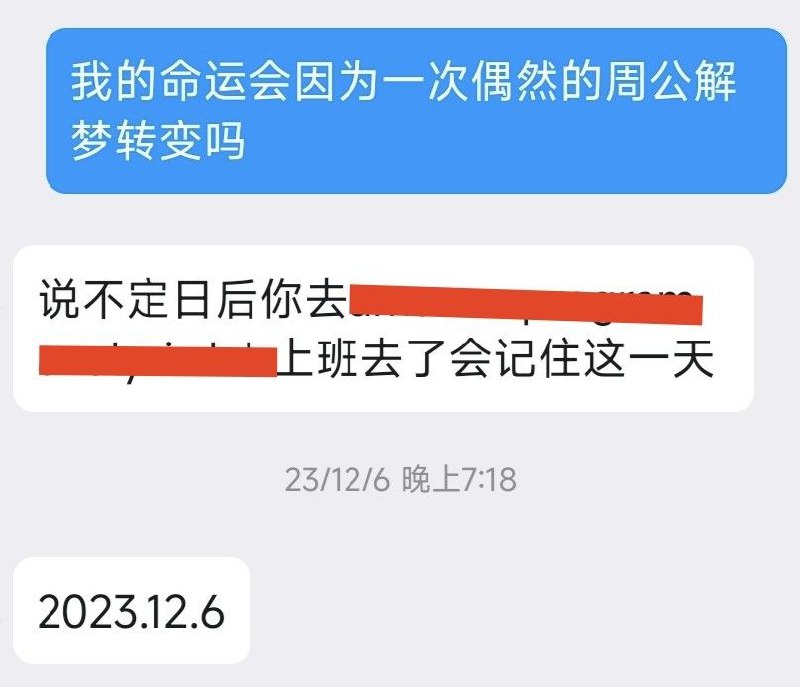 我的命运会因为一次偶然的周公解
梦转变吗
说不定日后你去
上班去了会记住这一天
23/12/6 晚上7:18
2023.12.6